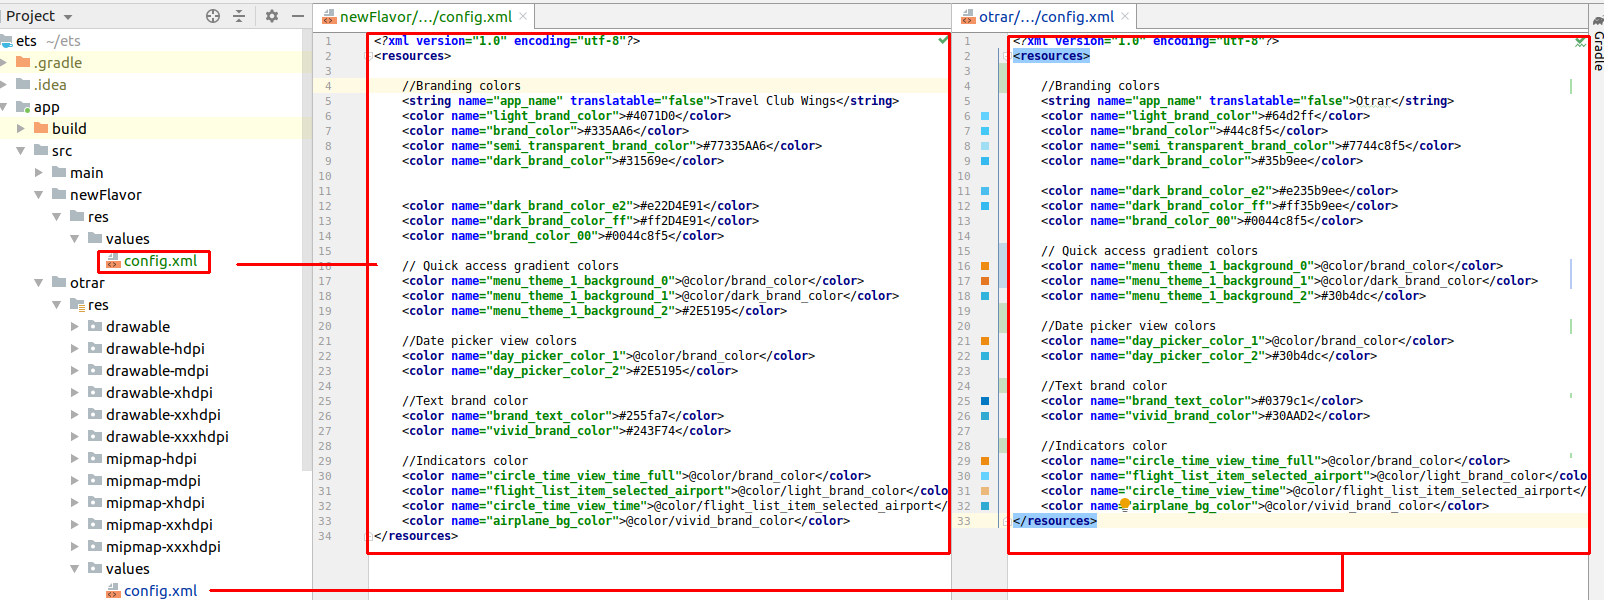 Project
ets ~/ets
.gradle
.idea
app
build
src
main
newFlavor
res
values
config.xml
otrar
res
drawable
drawable-hdpi
drawable-mdpi
drawable-xhdpi
drawable-xxhdpi
drawable-xxxhdpi
mipmap-hdpi
mipmap-mdpi
mipmap-xhdpi
mipmap-xxhdpi
mipmap-xxxhdpi
values
config.xml
newFlavor/.../config.xml
1 <?xml version="1.0" encoding="utf-8"?>
2 <resources>
3
4 //Branding colors
5 <string name="app_name" translatable="false">Travel Club Wings</string>
6 <color name="light_brand_color">#4071D0</color>
7 <color name="brand_color">#335AA6</color>
8 <color name="semi_transparent_brand_color">#77335AA6</color>
9 <color name="dark_brand_color">#31569e</color>
10
11
12 <color name="dark_brand_color_e2">#e22D4E91</color>
13 <color name="dark_brand_color_ff">#ff2D4E91</color>
14 <color name="brand_color_00">#0044c8f5</color>
15
16 // Quick access gradient colors
17 <color name="menu_theme_1_background_0">@color/brand_color</color>
18 <color name="menu_theme_1_background_1">@color/dark_brand_color</color>
19 <color name="menu_theme_1_background_2">#2E5195</color>
20
21 //Date picker view colors
22 <color name="day_picker_color_1">@color/brand_color</color>
23 <color name="day_picker_color_2">#2E5195</color>
24
25 //Text brand color
26 <color name="brand_text_color">#255fa7</color>
27 <color name="vivid_brand_color">#243F74</color>
28
29 //Indicators color
30 <color name="circle_time_view_time_full">@color/brand_color</color>
31 <color name="flight_list_item_selected_airport">@color/light_brand_color</colo
32 <color name="circle_time_view_time">@color/flight_list_item_selected_airport</
33 <color name="airplane_bg_color">@color/vivid_brand_color</color>
34 </resources>
otrar/.../config.xml
1 <?xml version="1.0" encoding="utf-8"?>
2 <resources>
3
4 //Branding colors
5 <string name="app_name" translatable="false">Otrar</string>
6 <color name="light_brand_color">#64d2ff</color>
7 <color name="brand_color">#44c8f5</color>
8 <color name="semi_transparent_brand_color">#7744c8f5</color>
9 <color name="dark_brand_color">#35b9ee</color>
10
11 <color name="dark_brand_color_e2">#e235b9ee</color>
12 <color name="dark_brand_color_ff">#ff35b9ee</color>
13 <color name="brand_color_00">#0044c8f5</color>
14
15 // Quick access gradient colors
16 <color name="menu_theme_1_background_0">@color/brand_color</color>
17 <color name="menu_theme_1_background_1">@color/dark_brand_color</color>
18 <color name="menu_theme_1_background_2">#30b4dc</color>
19
20 //Date picker view colors
21 <color name="day_picker_color_1">@color/brand_color</color>
22 <color name="day_picker_color_2">#30b4dc</color>
23
24 //Text brand color
25 <color name="brand_text_color">#0379c1</color>
26 <color name="vivid_brand_color">#30AAD2</color>
27
28 //Indicators color
29 <color name="circle_time_view_time_full">@color/brand_color</color>
30 <color name="flight_list_item_selected_airport">@color/light_brand_color</colo
31 <color name="circle_time_view_time">@color/flight_list_item_selected_airport</
32 <color name="airplane_bg_color">@color/vivid_brand_color</color>
33 </resources>
Gradle